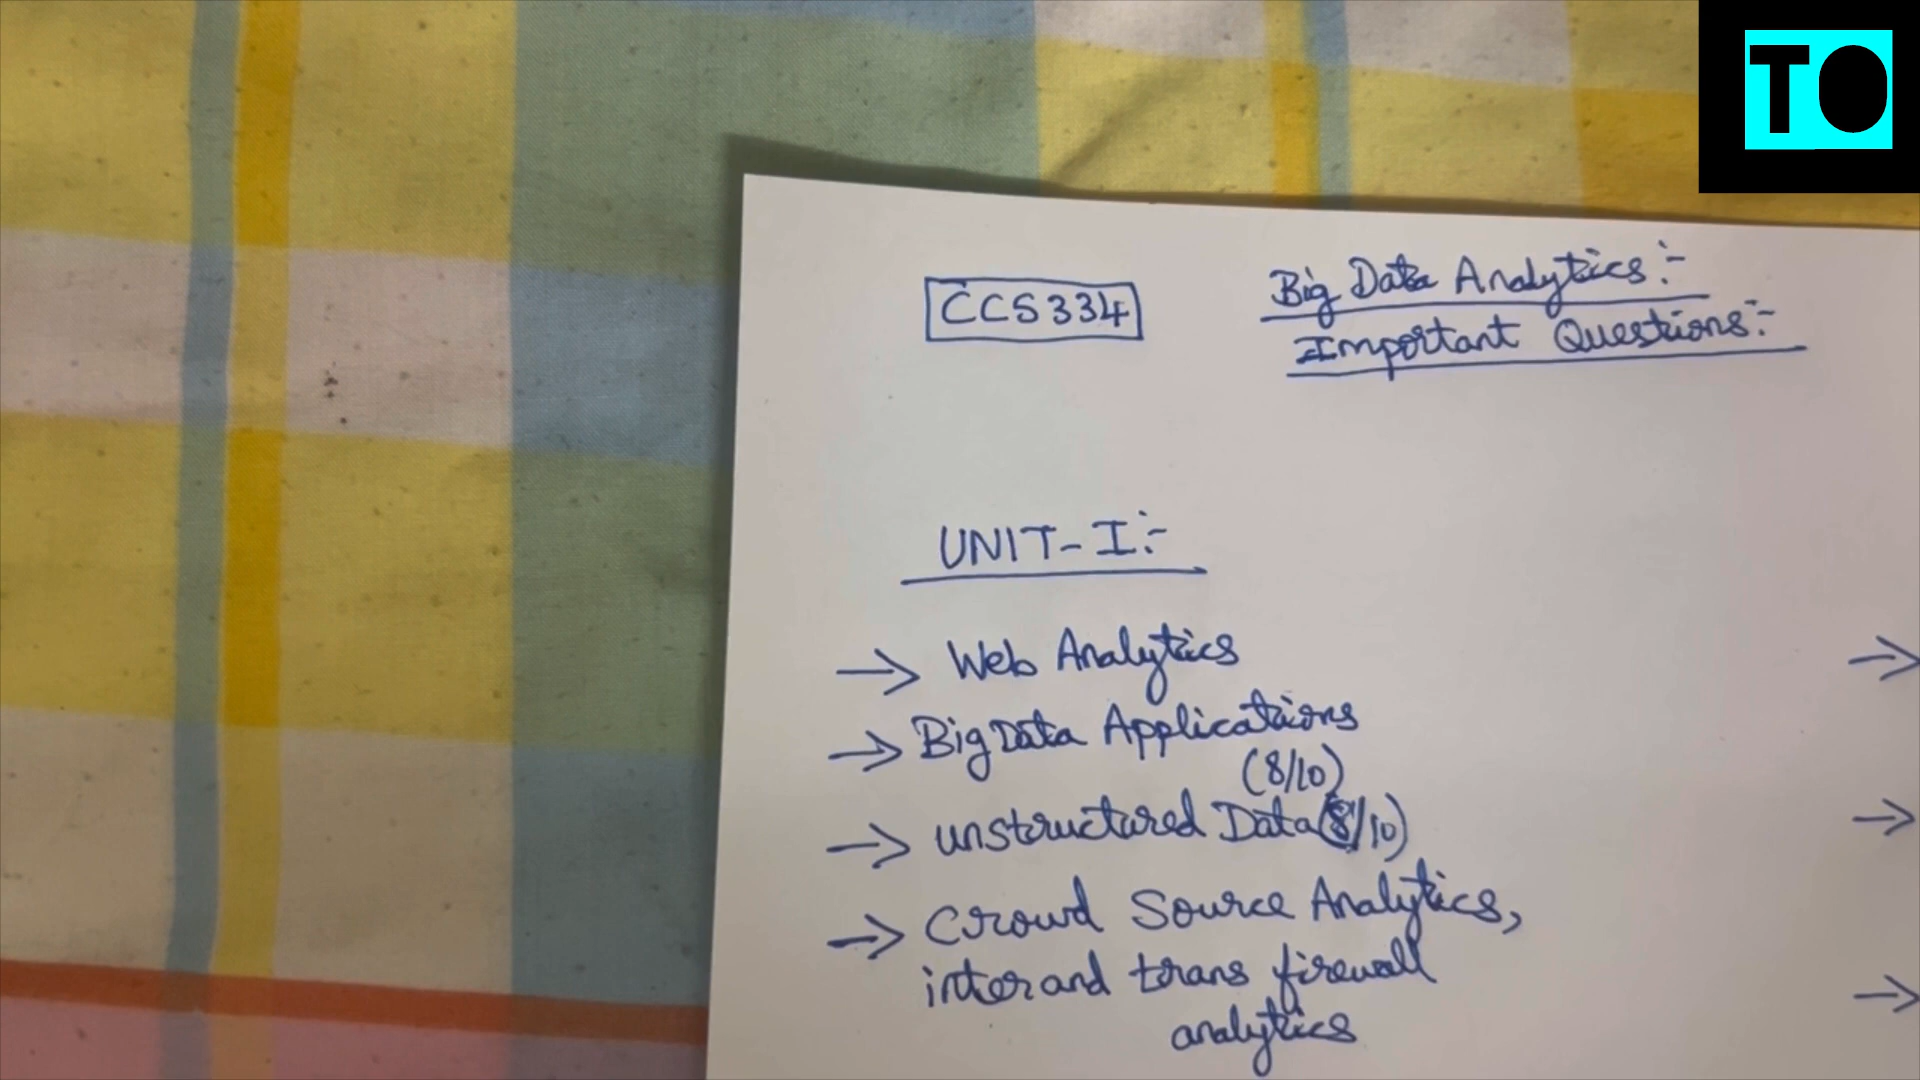 TO
CCS334
Big Data Analytics:-
Important Questions:-
UNIT-I:-
→ Web Analytics
→ Big Data Applications
(8/10)
→ unstructured Data (8/10)
→ Crowd Source Analytics,
inter and trans firewall
analytics
→
→
→